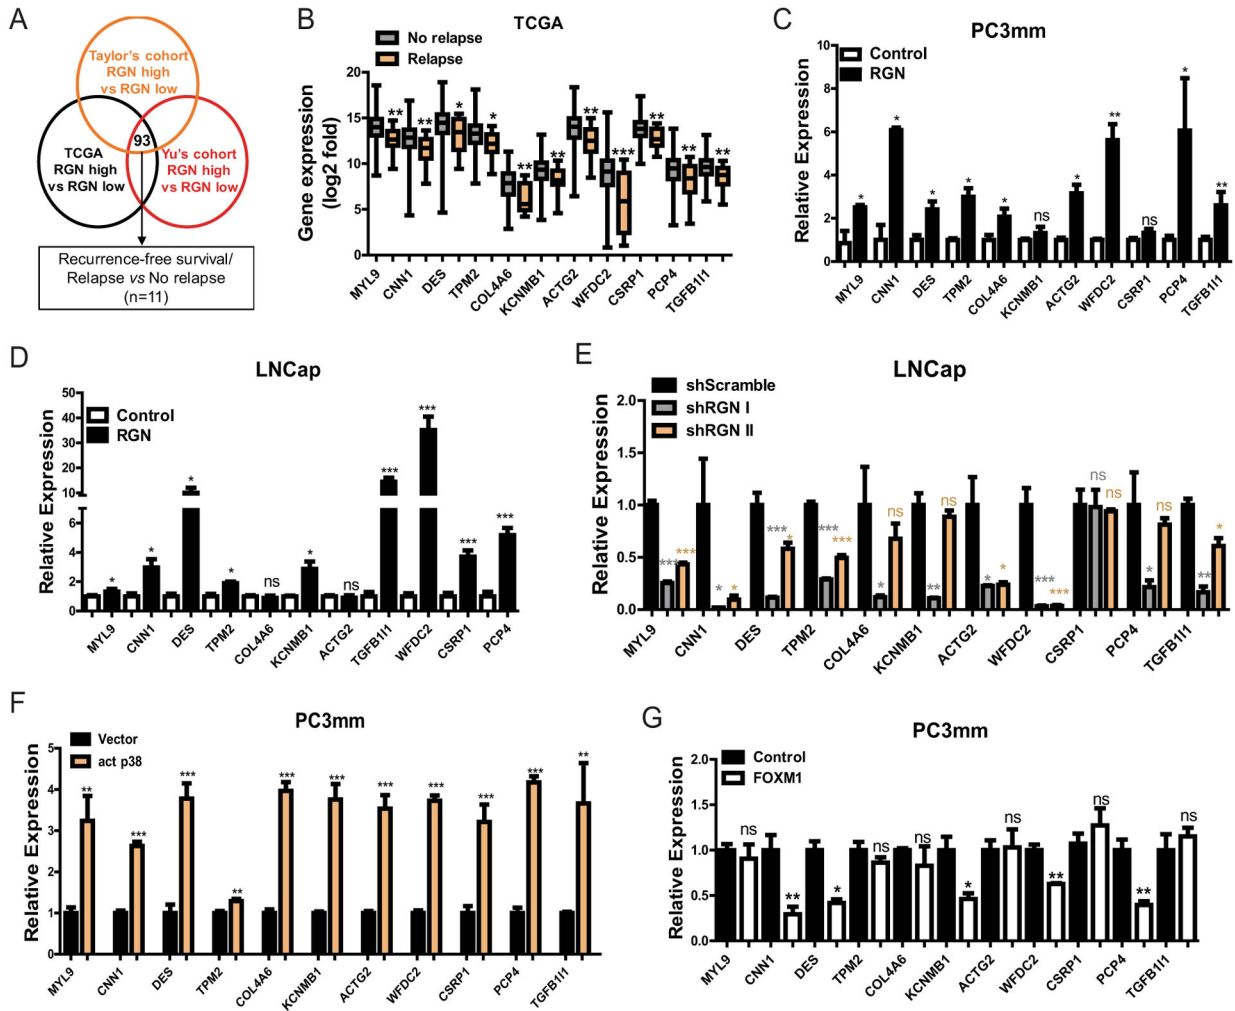 A
Taylor's cohort
RGN high
vs RGN low
93
TCGA
RGN high
vs RGN low
Yu's cohort
RGN high
vs RGN low
Recurrence-free survival/
Relapse vs No relapse
(n=11)
B
TCGA
No relapse
Relapse
Gene expression
(log2 fold)
20
15
10
5
0
** ** * * ** ** ** *** ** ** **
MYL9
CNN1
DES
TPM2
COL4A6
KCNMB1
ACTG2
WFDC2
CSRP1
PCP4
TGFB1I1
C
PC3mm
Control
RGN
Relative Expression
10
8
6
4
2
0
* * * * * ns * ** ns * **
MYL9
CNN1
DES
TPM2
COL4A6
KCNMB1
ACTG2
WFDC2
CSRP1
PCP4
TGFB1I1
D
LNCap
Control
RGN
Relative Expression
50
40
30
20
10
6
4
2
0
* * * * ns * ns *** *** *** ***
MYL9
CNN1
DES
TPM2
COL4A6
KCNMB1
ACTG2
TGFB1I1
WFDC2
CSRP1
PCP4
E
LNCap
shScramble
shRGN I
shRGN II
Relative Expression
2.0
1.5
1.0
0.5
0.0
*** *** * * *** * *** *** * ns ** ns * * *** *** ns ns * ns ** *
MYL9
CNN1
DES
TPM2
COL4A6
KCNMB1
ACTG2
WFDC2
CSRP1
PCP4
TGFB1I1
F
PC3mm
Vector
act p38
Relative Expression
5
4
3
2
1
0
** *** *** ** *** *** *** *** *** *** **
MYL9
CNN1
DES
TPM2
COL4A6
KCNMB1
ACTG2
WFDC2
CSRP1
PCP4
TGFB1I1
G
PC3mm
Control
FOXM1
Relative Expression
2.0
1.5
1.0
0.5
0.0
ns ** * ns ns * ns ** ns ** ns
MYL9
CNN1
DES
TPM2
COL4A6
KCNMB1
ACTG2
WFDC2
CSRP1
PCP4
TGFB1I1